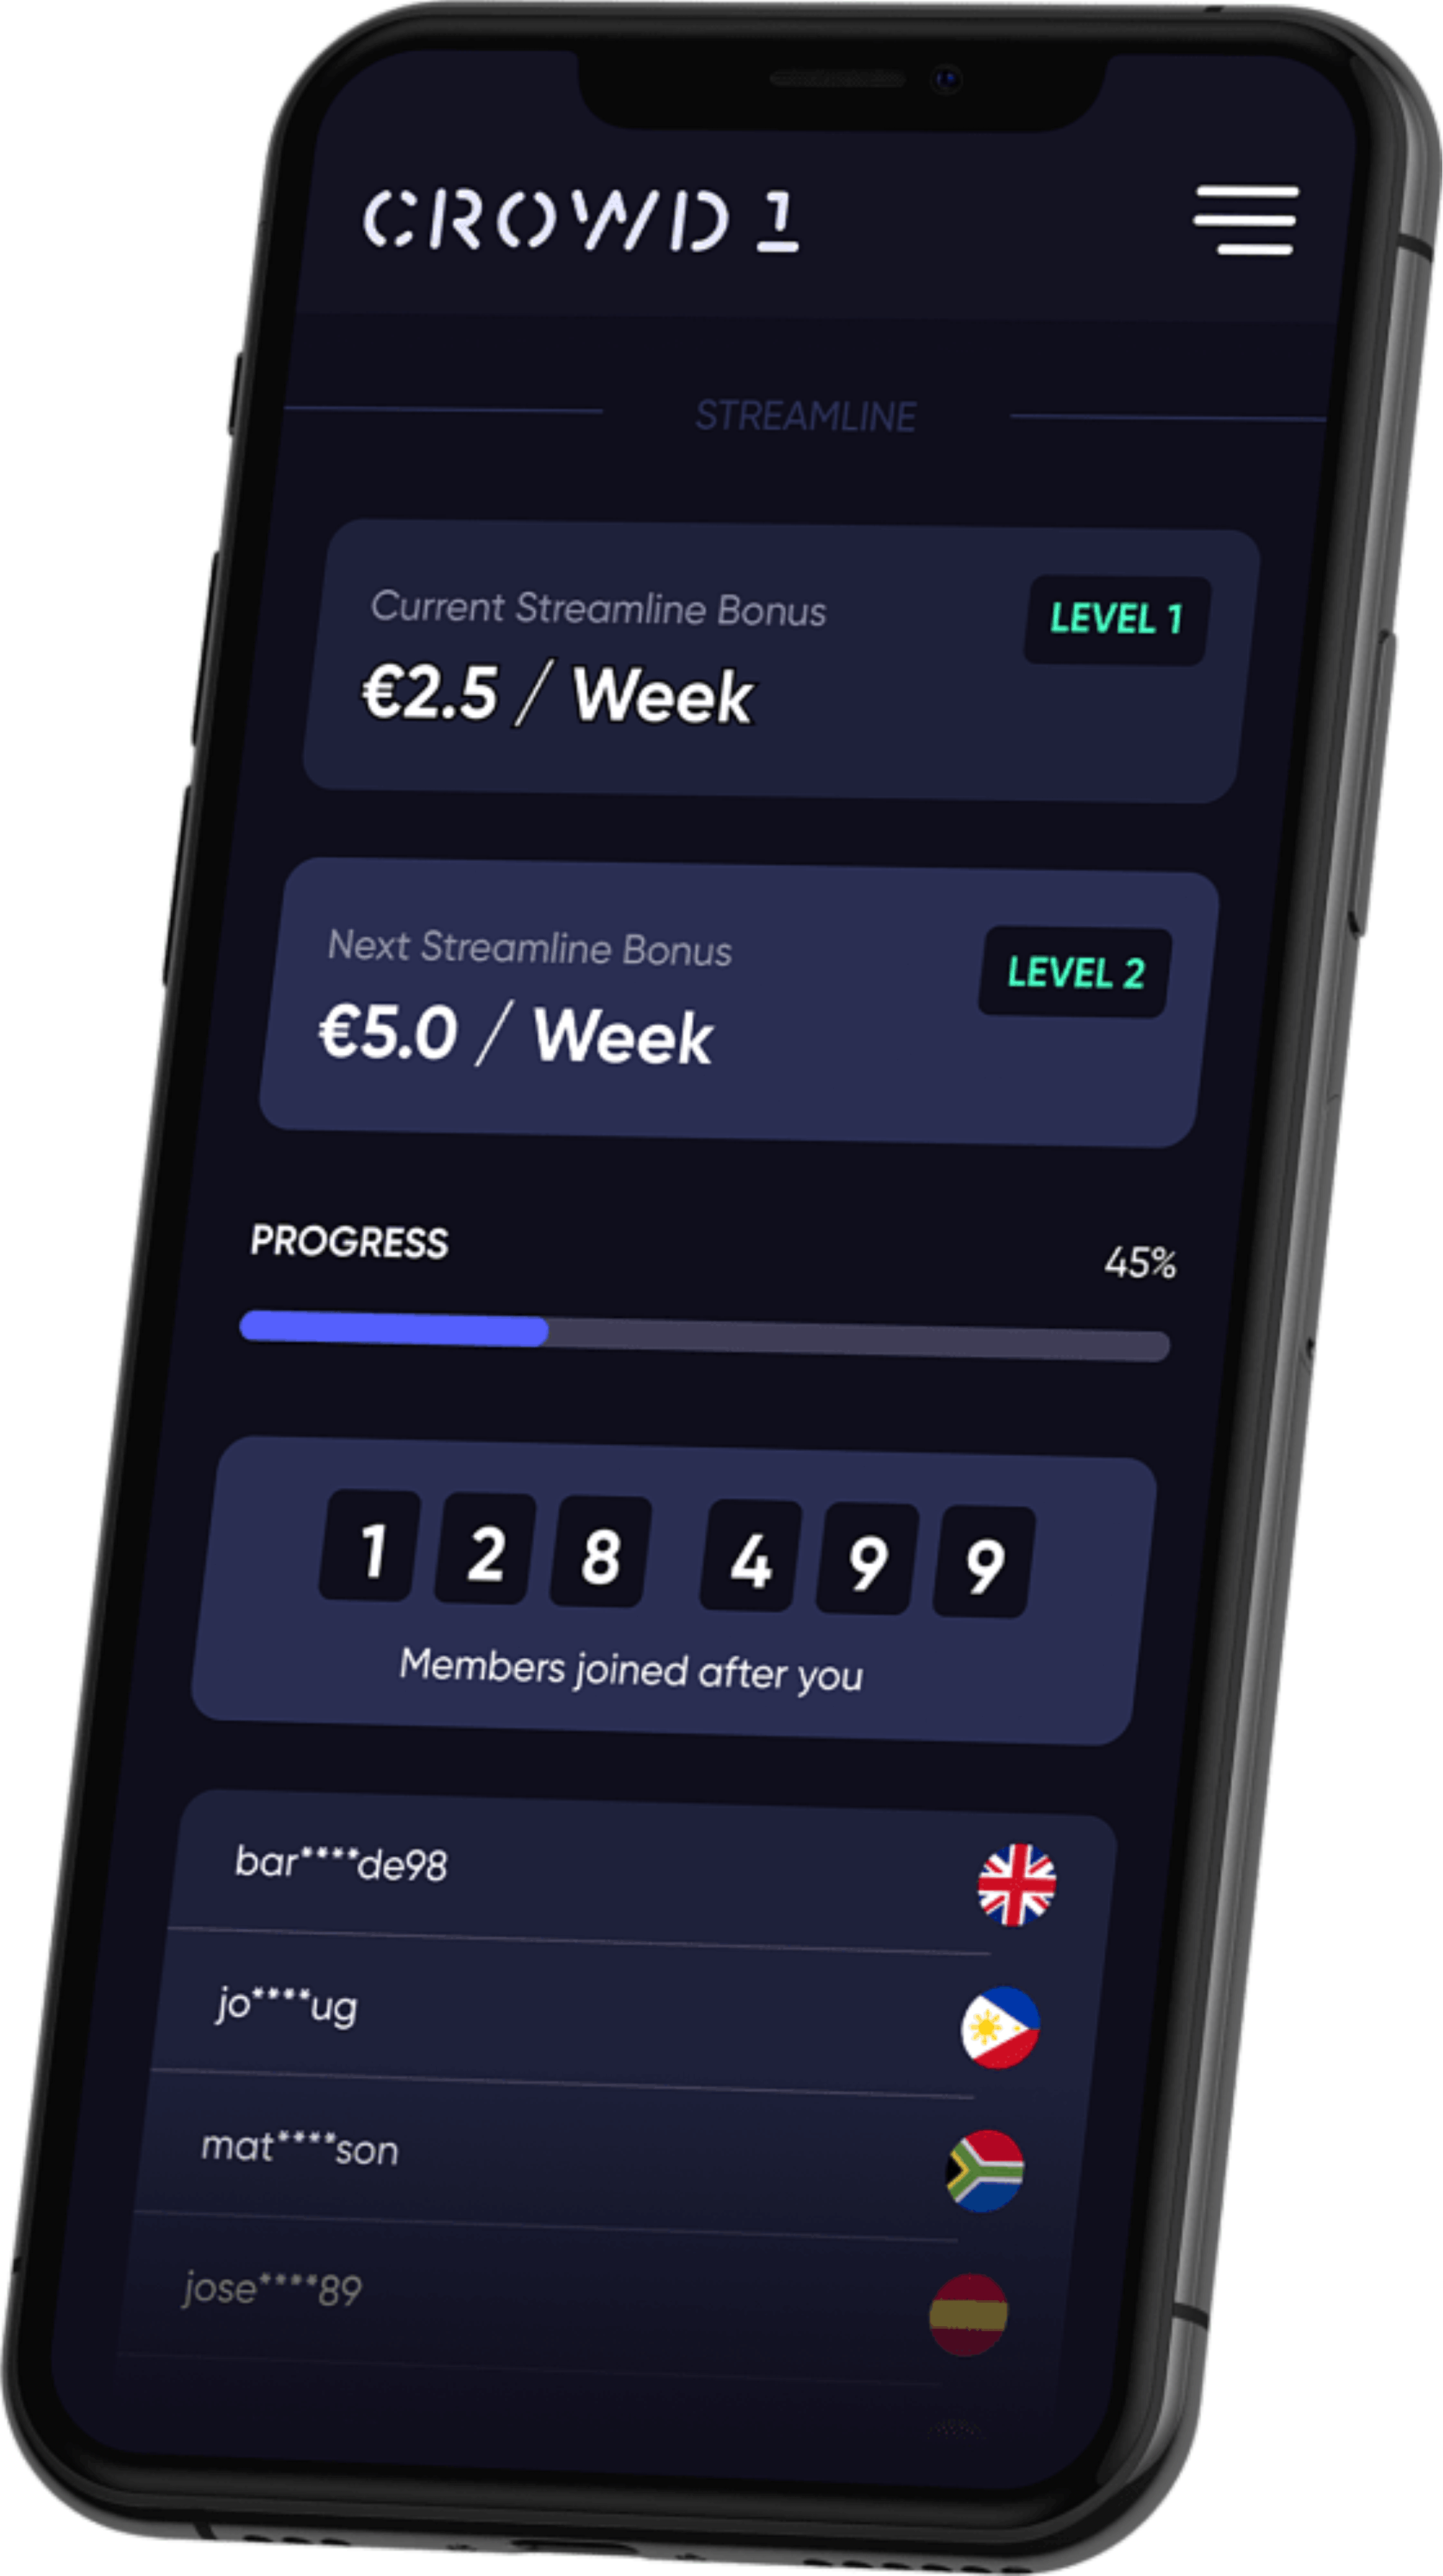 CROWD 1
STREAMLINE
Current Streamline Bonus
LEVEL 1
€2.5 / Week
Next Streamline Bonus
LEVEL 2
€5.0 / Week
PROGRESS
45%
1 2 8 4 9 9
Members joined after you
bar****de98
jo****ug
mat****son
jose****89